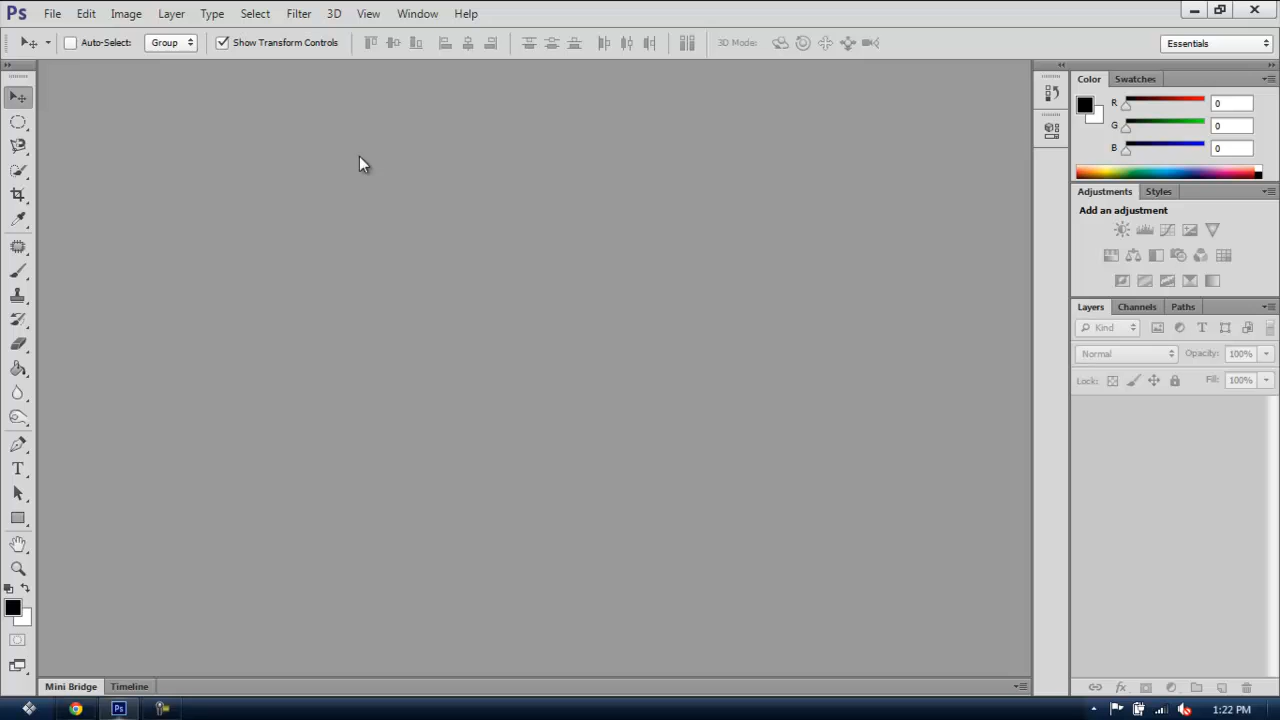 Ps File Edit Image Layer Type Select Filter 3D View Window Help
Auto-Select: Group Show Transform Controls 3D Mode: Essentials
Color Swatches
R 0
G 0
B 0
Adjustments Styles
Add an adjustment
Layers Channels Paths
Kind T
Normal Opacity: 100%
Lock: Fill: 100%
T
Mini Bridge Timeline
fx
Ps 1:22 PM